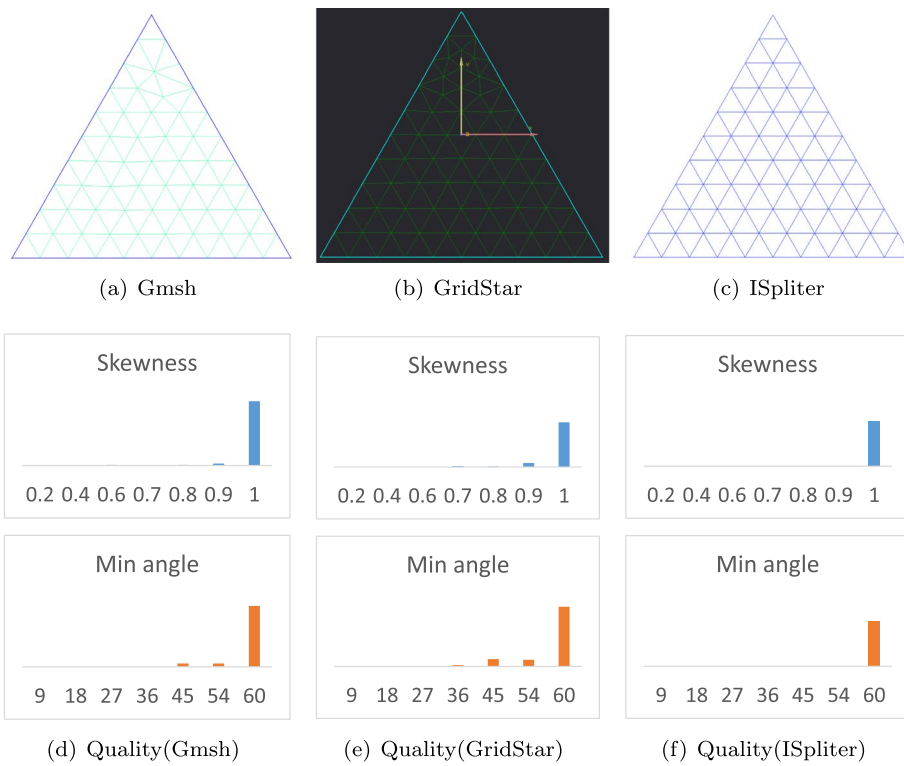 (a) Gmsh
(b) GridStar
(c) ISpliter
Skewness
0.2 0.4 0.6 0.7 0.8 0.9 1
Skewness
0.2 0.4 0.6 0.7 0.8 0.9 1
Skewness
0.2 0.4 0.6 0.7 0.8 0.9 1
Min angle
9 18 27 36 45 54 60
Min angle
9 18 27 36 45 54 60
Min angle
9 18 27 36 45 54 60
(d) Quality(Gmsh)
(e) Quality(GridStar)
(f) Quality(ISpliter)